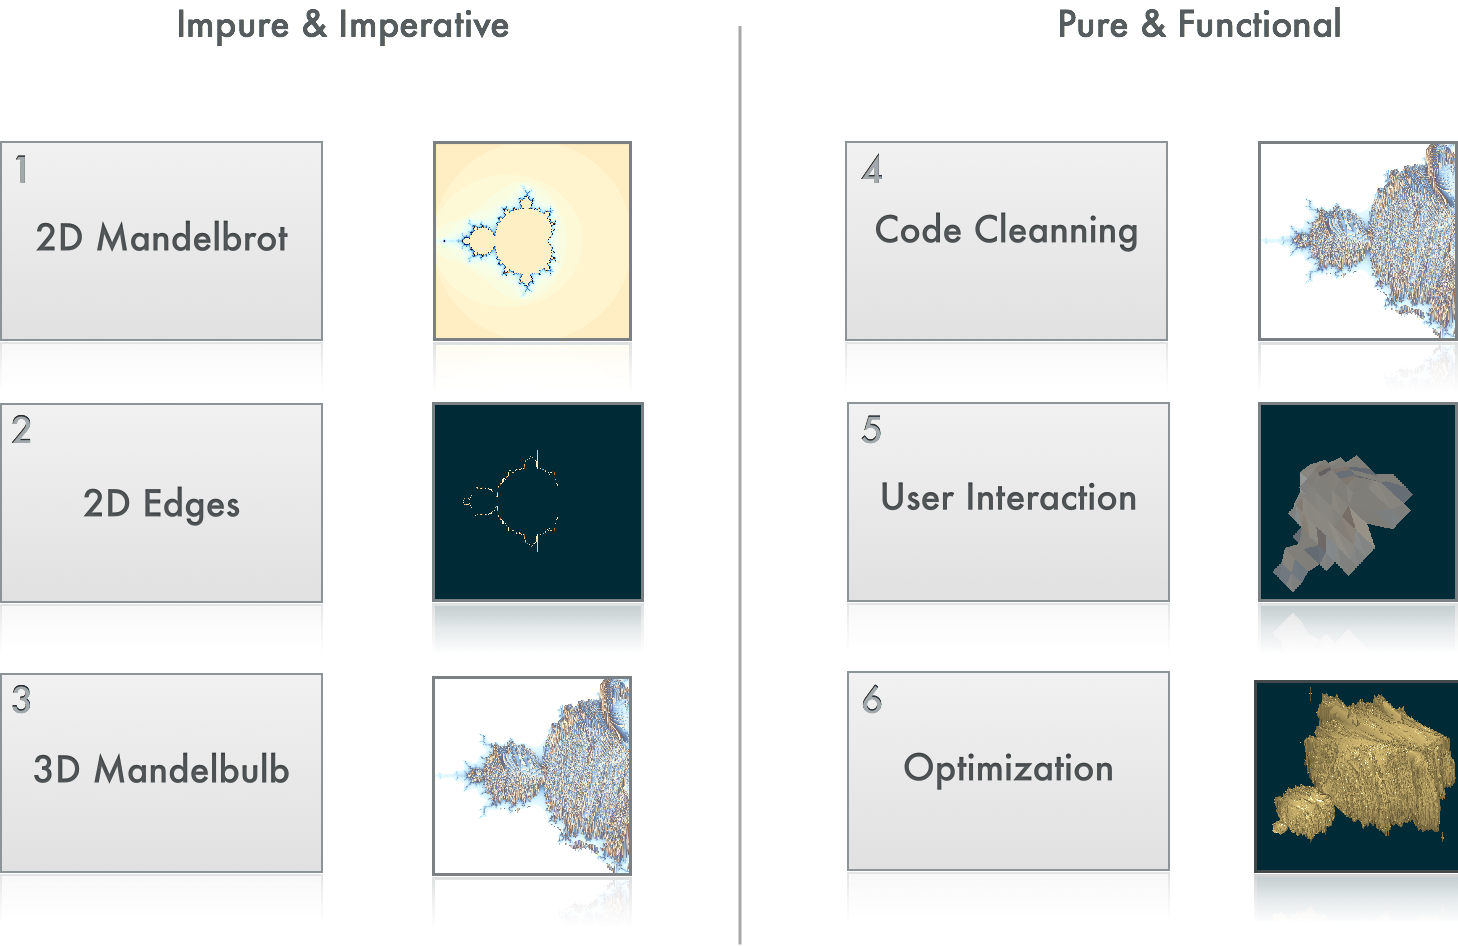 Impure & Imperative
1
2D Mandelbrot
2
2D Edges
3
3D Mandelbulb
Pure & Functional
4
Code Cleanning
5
User Interaction
6
Optimization